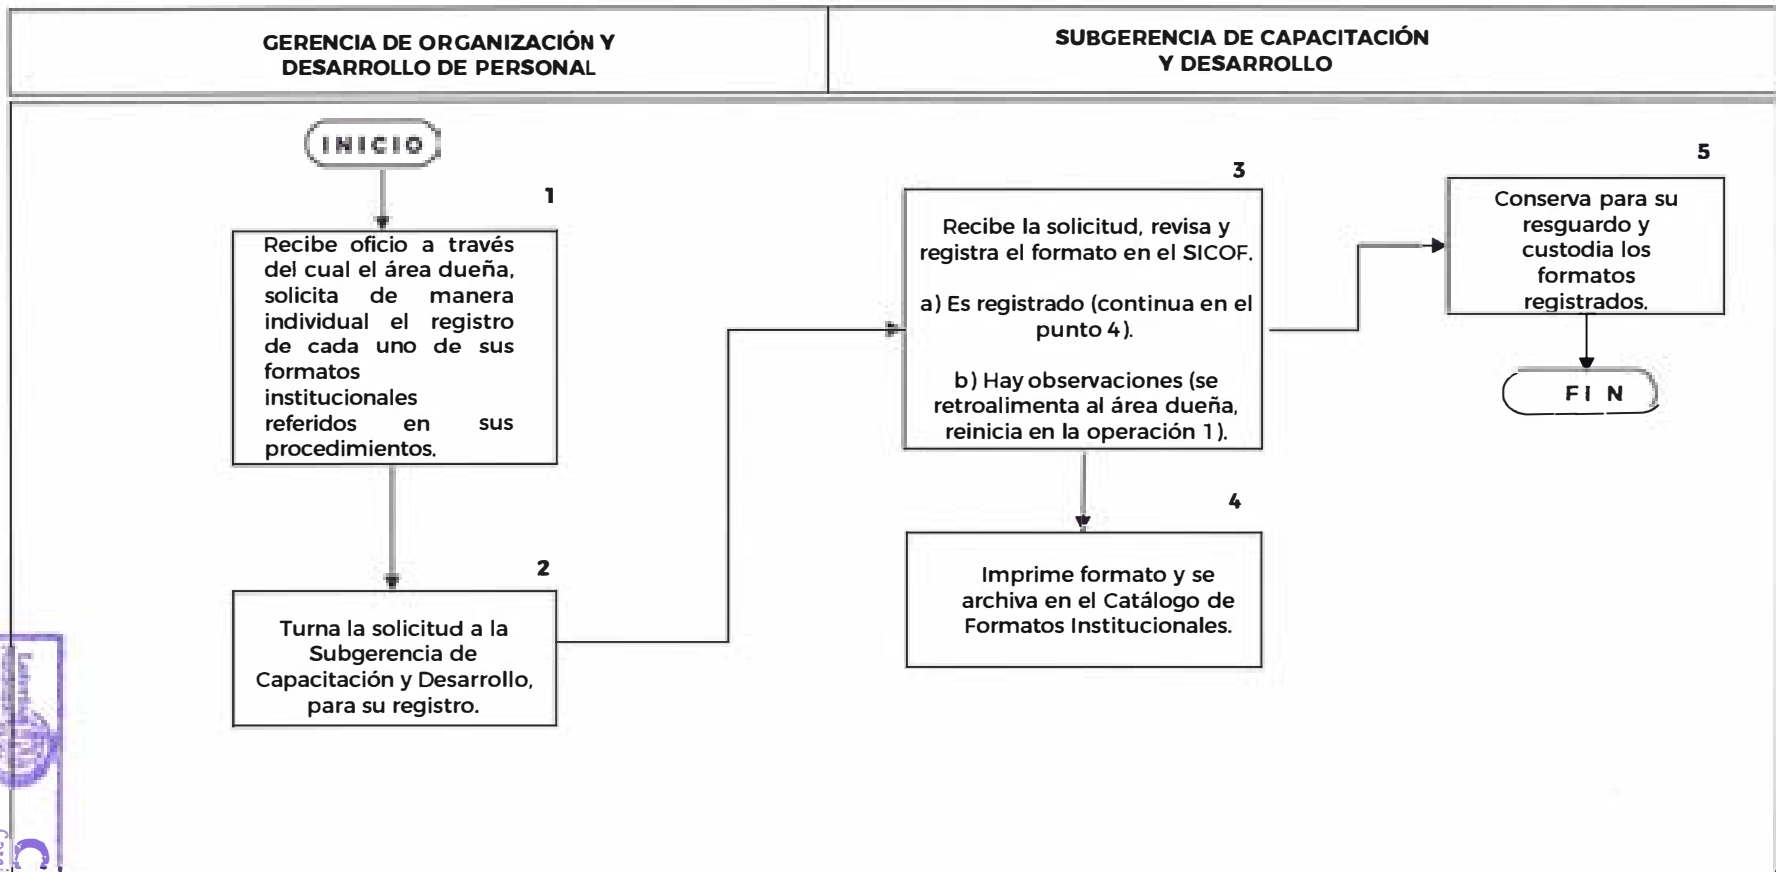 GERENCIA DE ORGANIZACIÓN Y
DESARROLLO DE PERSONAL
SUBGERENCIA DE CAPACITACIÓN
Y DESARROLLO
INICIO
1
Recibe oficio a través
del cual el área dueña,
solicita de manera
individual el registro
de cada uno de sus
formatos
institucionales
referidos en sus
procedimientos.
2
Turna la solicitud a la
Subgerencia de
Capacitación y Desarrollo,
para su registro.
3
Recibe la solicitud, revisa y
registra el formato en el SICOF.
a) Es registrado (continua en el
punto 4).
b) Hay observaciones (se
retroalimenta al área dueña,
reinicia en la operación 1).
4
Imprime formato y se
archiva en el Catálogo de
Formatos Institucionales.
5
Conserva para su
resguardo y
custodia los
formatos
registrados.
FIN